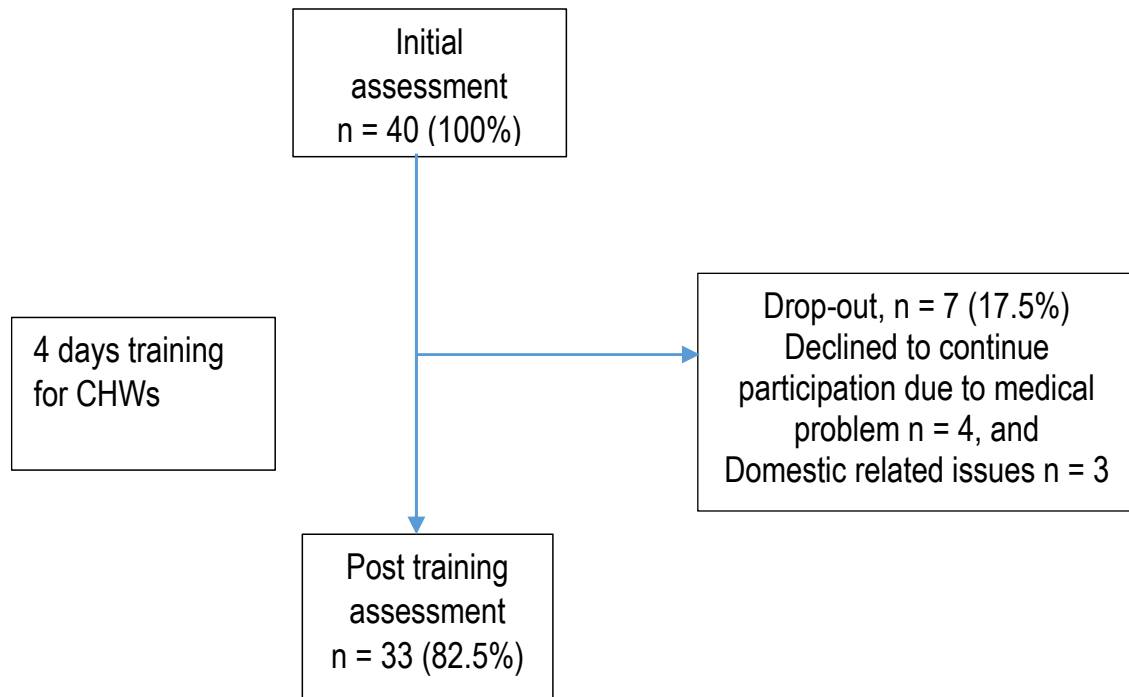 Initial
assessment
n = 40 (100%)
4 days training
for CHWs
Drop-out, n = 7 (17.5%)
Declined to continue
participation due to medical
problem n = 4, and
Domestic related issues n = 3
Post training
assessment
n = 33 (82.5%)